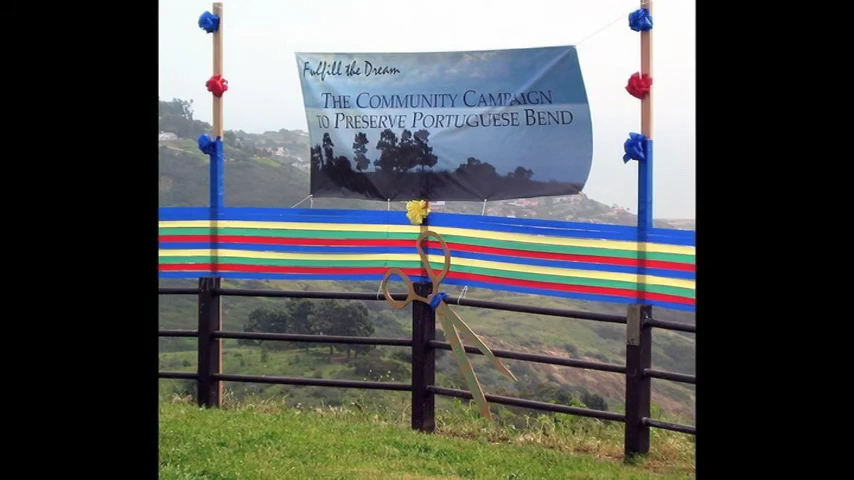 Fulfill the Dream
THE COMMUNITY CAMPAIGN
TO PRESERVE PORTUGUESE BEND